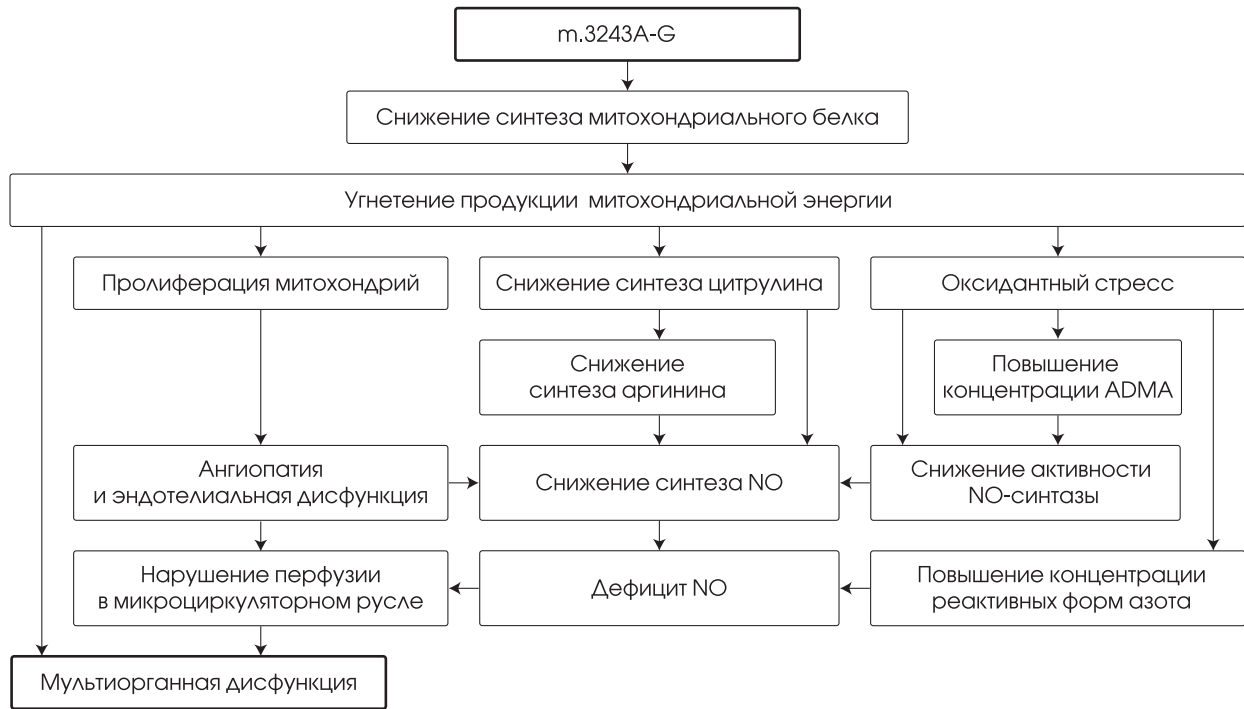 m.3243A-G
Снижение синтеза митохондриального белка
Угнетение продукции митохондриальной энергии
Пролиферация митохондрий
Снижение синтеза цитрулина
Оксидантный стресс
Снижение
синтеза аргинина
Повышение
концентрации ADMA
Ангиопатия
и эндотелиальная дисфункция
Снижение синтеза NO
Снижение активности
NO-синтазы
Нарушение перфузии
в микроциркуляторном русле
Дефицит NO
Повышение концентрации
реактивных форм азота
Мультиорганная дисфункция